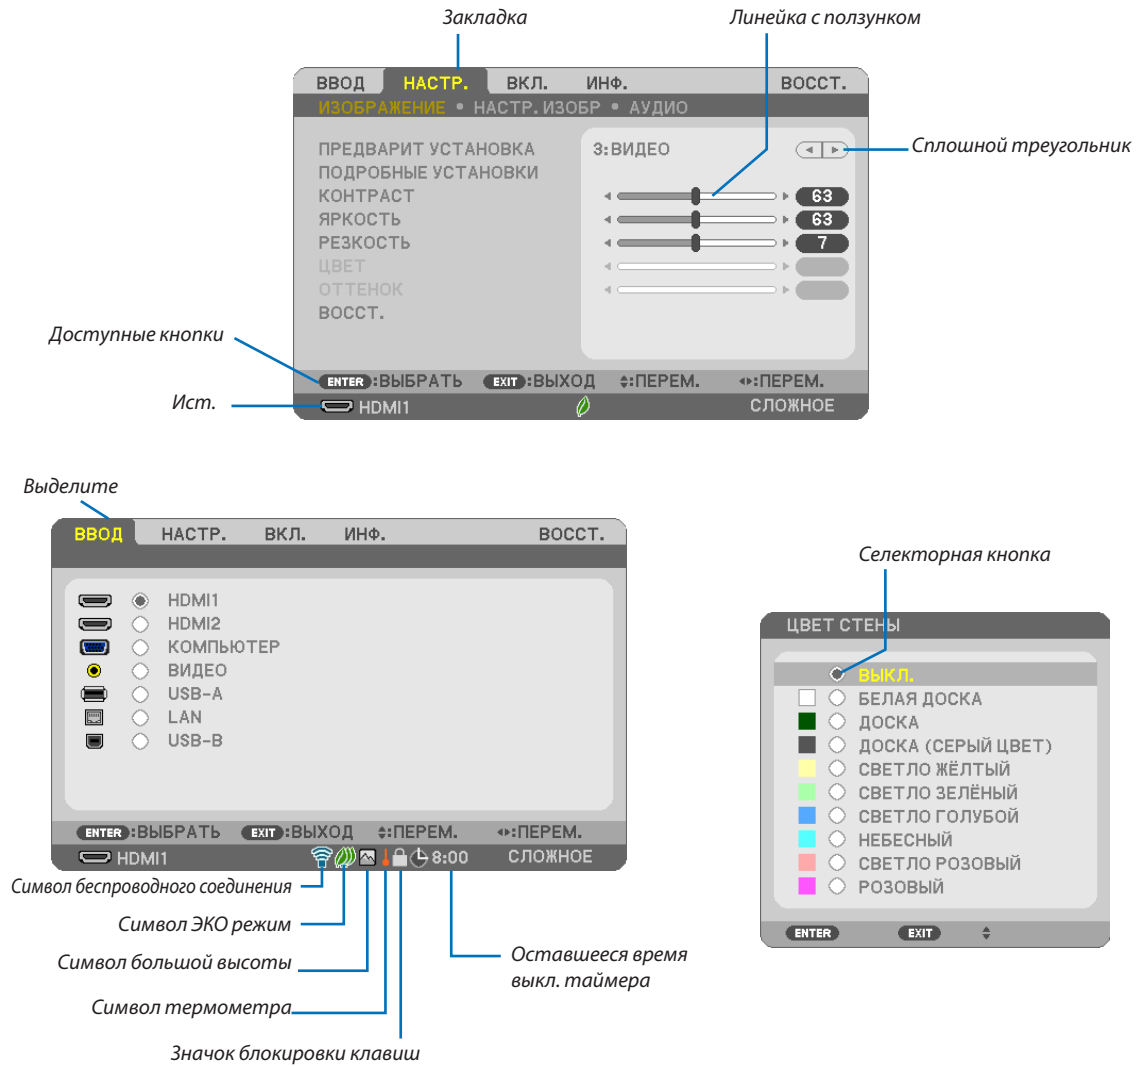 Закладка
Линейка с ползунком
ВВОД НАСТР. ВКЛ. ИНФ. ВОССТ.
ИЗОБРАЖЕНИЕ • НАСТР. ИЗОБР • АУДИО
ПРЕДВАРИТ УСТАНОВКА 3:ВИДЕО
Сплошной треугольник
ПОДРОБНЫЕ УСТАНОВКИ
КОНТРАСТ 63
ЯРКОСТЬ 63
РЕЗКОСТЬ 7
ЦВЕТ
ОТТЕНОК
ВОССТ.
Доступные кнопки
ENTER :ВЫБРАТЬ EXIT :ВЫХОД :ПЕРЕМ. :ПЕРЕМ.
Ист.
HDMI1 СЛОЖНОЕ
Выделите
ВВОД НАСТР. ВКЛ. ИНФ. ВОССТ.
HDMI1
HDMI2
КОМПЬЮТЕР
ВИДЕО
USB-A
LAN
USB-B
ENTER :ВЫБРАТЬ EXIT :ВЫХОД :ПЕРЕМ. :ПЕРЕМ.
HDMI1 8:00 СЛОЖНОЕ
Символ беспроводного соединения
Символ ЭКО режим
Символ большой высоты
Символ термометра
Значок блокировки клавиш
Оставшееся время
выкл. таймера
Селекторная кнопка
ЦВЕТ СТЕНЫ
ВЫКЛ.
БЕЛАЯ ДОСКА
ДОСКА
ДОСКА (СЕРЫЙ ЦВЕТ)
СВЕТЛО ЖЁЛТЫЙ
СВЕТЛО ЗЕЛЁНЫЙ
СВЕТЛО ГОЛУБОЙ
НЕБЕСНЫЙ
СВЕТЛО РОЗОВЫЙ
РОЗОВЫЙ
ENTER EXIT